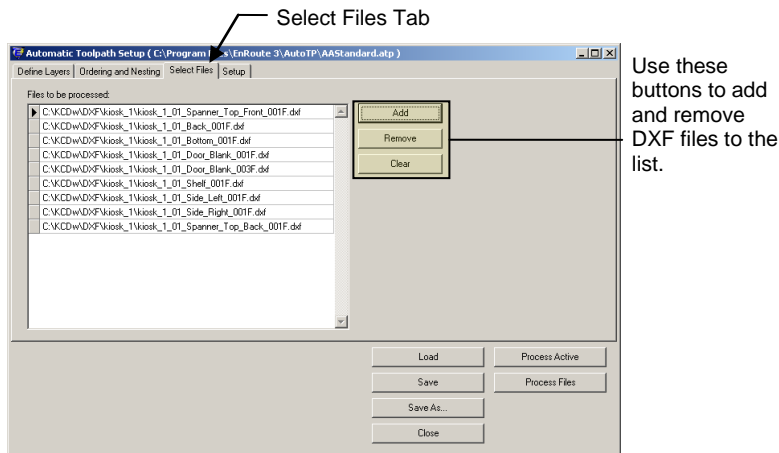 Select Files Tab
Automatic Toolpath Setup ( C:\Program \EnRoute 3\AutoTP\AAStandard.atp )
Define Layers Ordering and Nesting Select Files Setup
Files to be processed:
C:\KCDw\DXF\kiosk_1\kiosk_1_01_Spanner_Top_Front_001F.dxf
C:\KCDw\DXF\kiosk_1\kiosk_1_01_Back_001F.dxf
C:\KCDw\DXF\kiosk_1\kiosk_1_01_Bottom_001F.dxf
C:\KCDw\DXF\kiosk_1\kiosk_1_01_Door_Blank_001F.dxf
C:\KCDw\DXF\kiosk_1\kiosk_1_01_Door_Blank_003F.dxf
C:\KCDw\DXF\kiosk_1\kiosk_1_01_Shelf_001F.dxf
C:\KCDw\DXF\kiosk_1\kiosk_1_01_Side_Left_001F.dxf
C:\KCDw\DXF\kiosk_1\kiosk_1_01_Side_Right_001F.dxf
C:\KCDw\DXF\kiosk_1\kiosk_1_01_Spanner_Top_Back_001F.dxf
Add
Remove
Clear
Use these
buttons to add
and remove
DXF files to the
list.
Load
Process Active
Save
Process Files
Save As...
Close